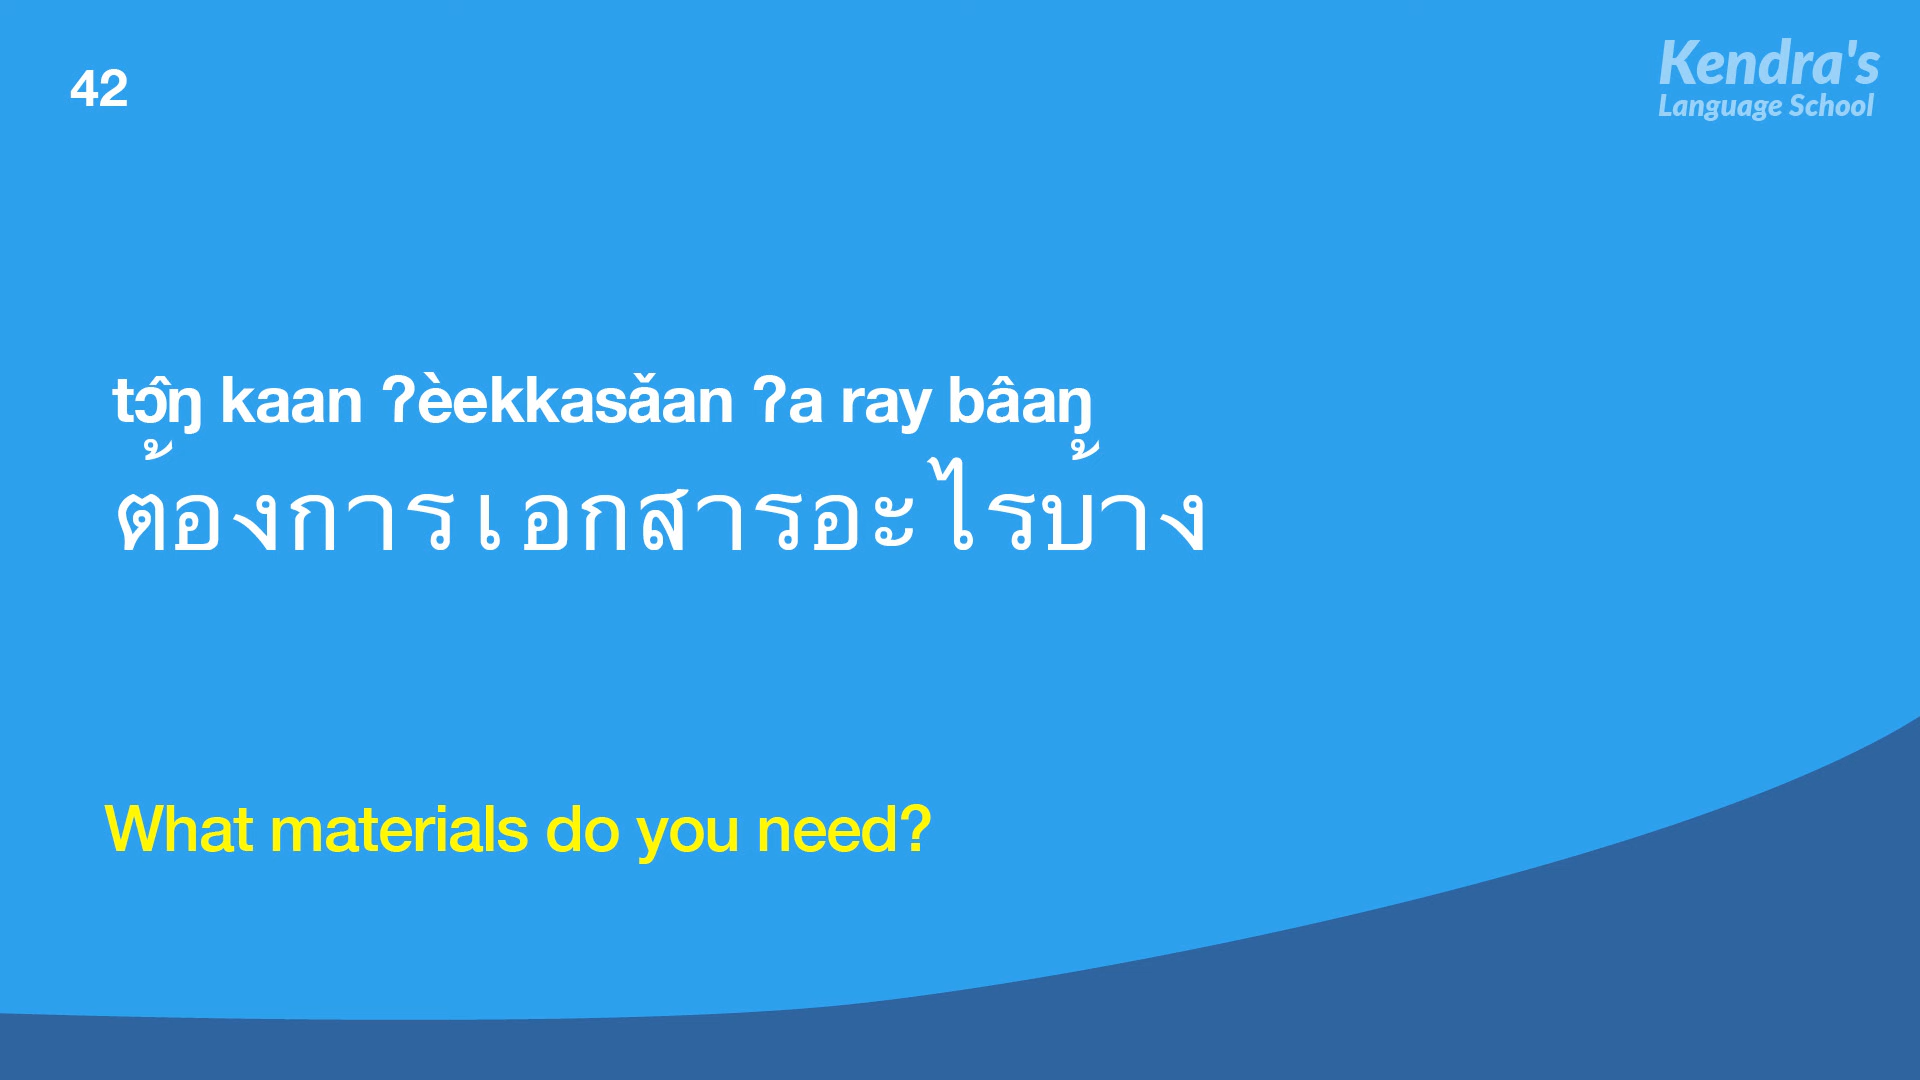 42
Kendra's
Language School
tɔ̂ŋ kaan ʔèekkasǎan ʔa ray bâaŋ
ต้องการเอกสารอะไรบ้าง
What materials do you need?